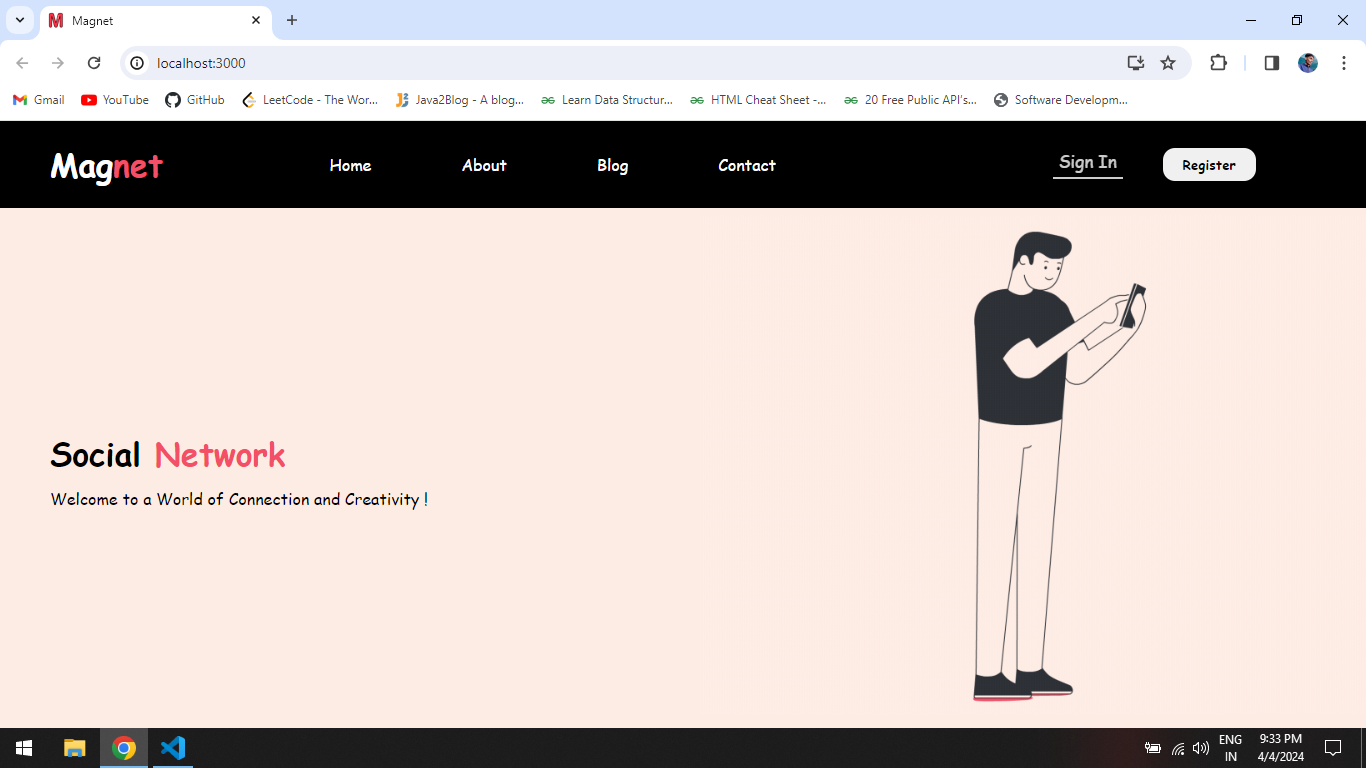 Magnet
localhost:3000
Gmail YouTube GitHub LeetCode - The Wor... Java2Blog - A blog... Learn Data Structur... HTML Cheat Sheet -... 20 Free Public API's... Software Developm...
Magnet Home About Blog Contact Sign In Register
Social Network
Welcome to a World of Connection and Creativity !
ENG 9:33 PM
IN 4/4/2024